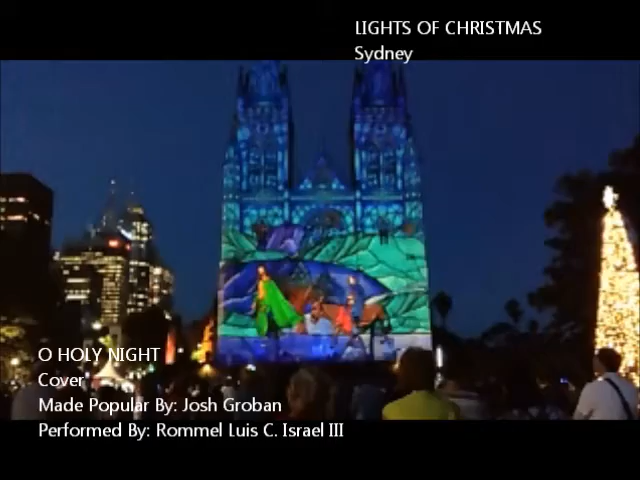 LIGHTS OF CHRISTMAS
Sydney
O HOLY NIGHT
Cover
Made Popular By: Josh Groban
Performed By: Rommel Luis C. Israel III